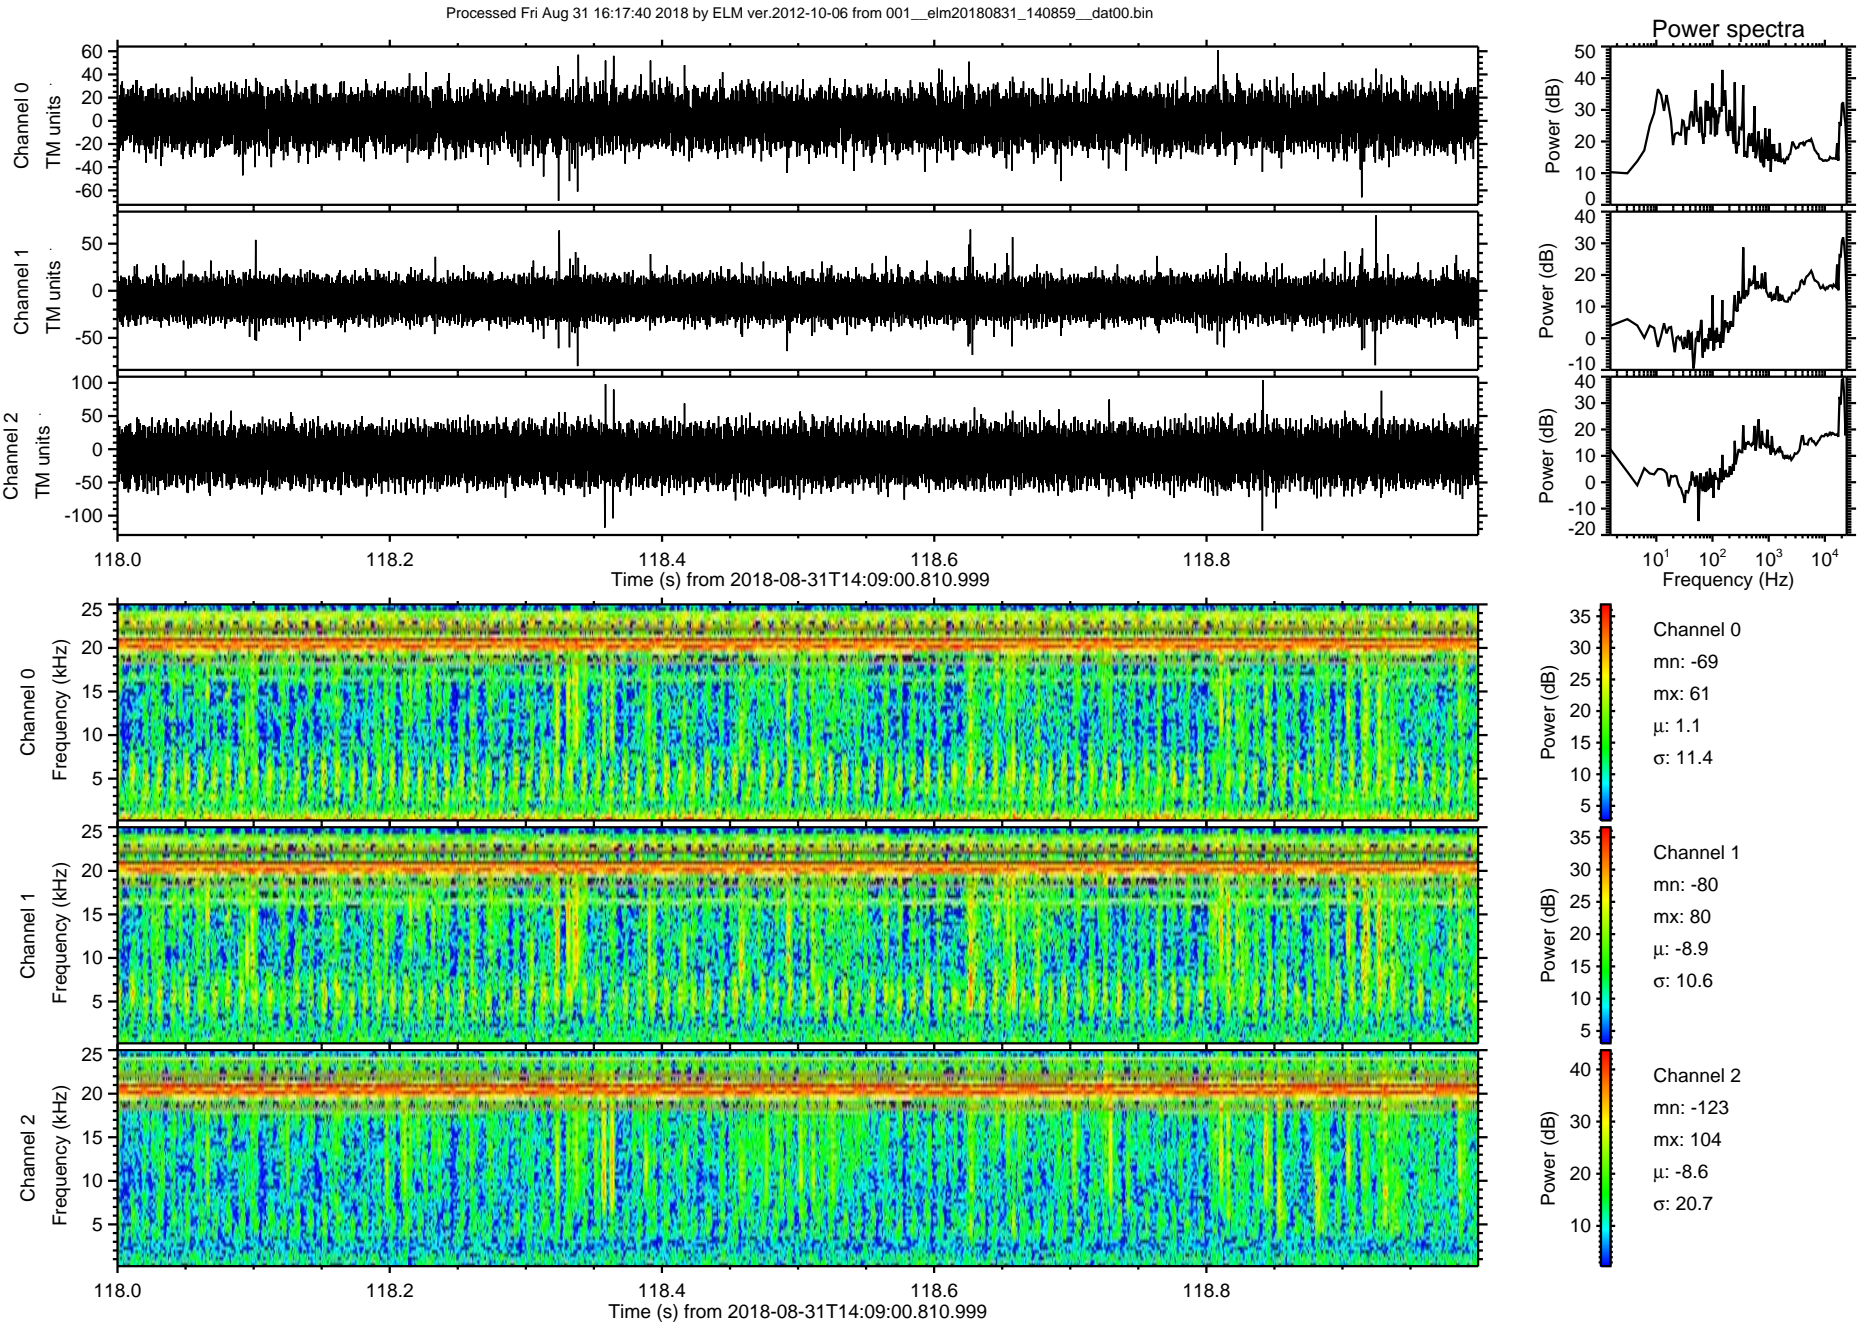 Processed Fri Aug 31 16:17:40 2018 by ELM ver.2012-10-06 from 001__elm20180831_140859__dat00.bin
Power spectra
Channel 0
TM units
60
40
20
0
-20
-40
-60
Power (dB)
50
40
30
20
10
0
Channel 1
TM units
50
0
-50
Power (dB)
40
30
20
10
0
-10
Channel 2
TM units
100
50
0
-50
-100
Power (dB)
40
30
20
10
0
-10
-20
118.0 118.2 118.4 118.6 118.8
Time (s) from 2018-08-31T14:09:00.810.999
10^1 10^2 10^3 10^4
Frequency (Hz)
Channel 0
Frequency (kHz)
25
20
15
10
5
Power (dB)
35
30
25
20
15
10
5
Channel 0
mn: -69
mx: 61
μ: 1.1
σ: 11.4
Channel 1
Frequency (kHz)
25
20
15
10
5
Power (dB)
35
30
25
20
15
10
5
Channel 1
mn: -80
mx: 80
μ: -8.9
σ: 10.6
Channel 2
Frequency (kHz)
25
20
15
10
5
Power (dB)
40
30
20
10
Channel 2
mn: -123
mx: 104
μ: -8.6
σ: 20.7
118.0 118.2 118.4 118.6 118.8
Time (s) from 2018-08-31T14:09:00.810.999